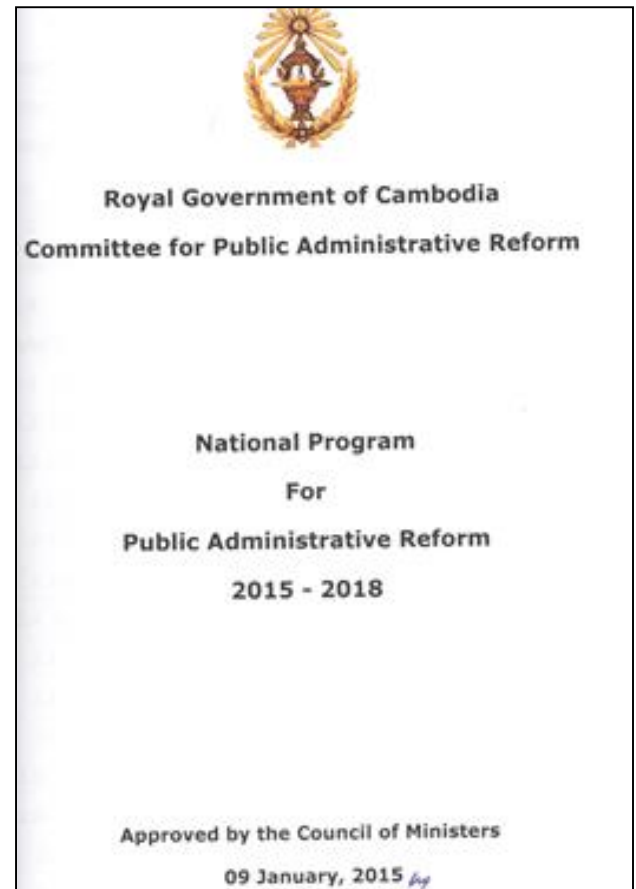 Royal Government of Cambodia
Committee for Public Administrative Reform
National Program
For
Public Administrative Reform
2015 - 2018
Approved by the Council of Ministers
09 January, 2015